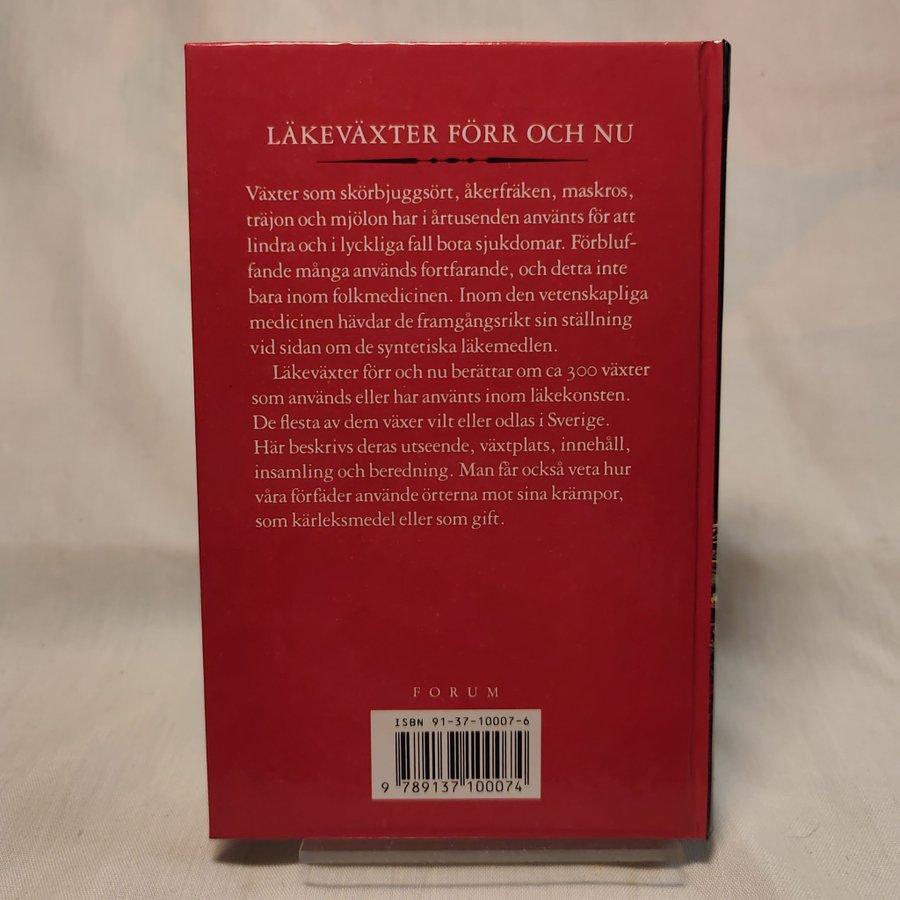 LÄKEVÄXTER FÖRR OCH NU
Växter som skörbjuggsört, åkerfräken, maskros,
träjon och mjölon har i årtusenden använts för att
lindra och i lyckliga fall bota sjukdomar. Förbluf-
fande många används fortfarande, och detta inte
bara inom folkmedicinen. Inom den vetenskapliga
medicinen hävdar de framgångsrikt sin ställning
vid sidan om de syntetiska läkemedlen.
Läkeväxter förr och nu berättar om ca 300 växter
som används eller har använts inom läkekonsten.
De flesta av dem växer vilt eller odlas i Sverige.
Här beskrivs deras utseende, växtplats, innehåll,
insamling och beredning. Man får också veta hur
våra förfäder använde örterna mot sina krämpor,
som kärleksmedel eller som gift.
FORUM
ISBN 91-37-10007-6
9 789137 100074